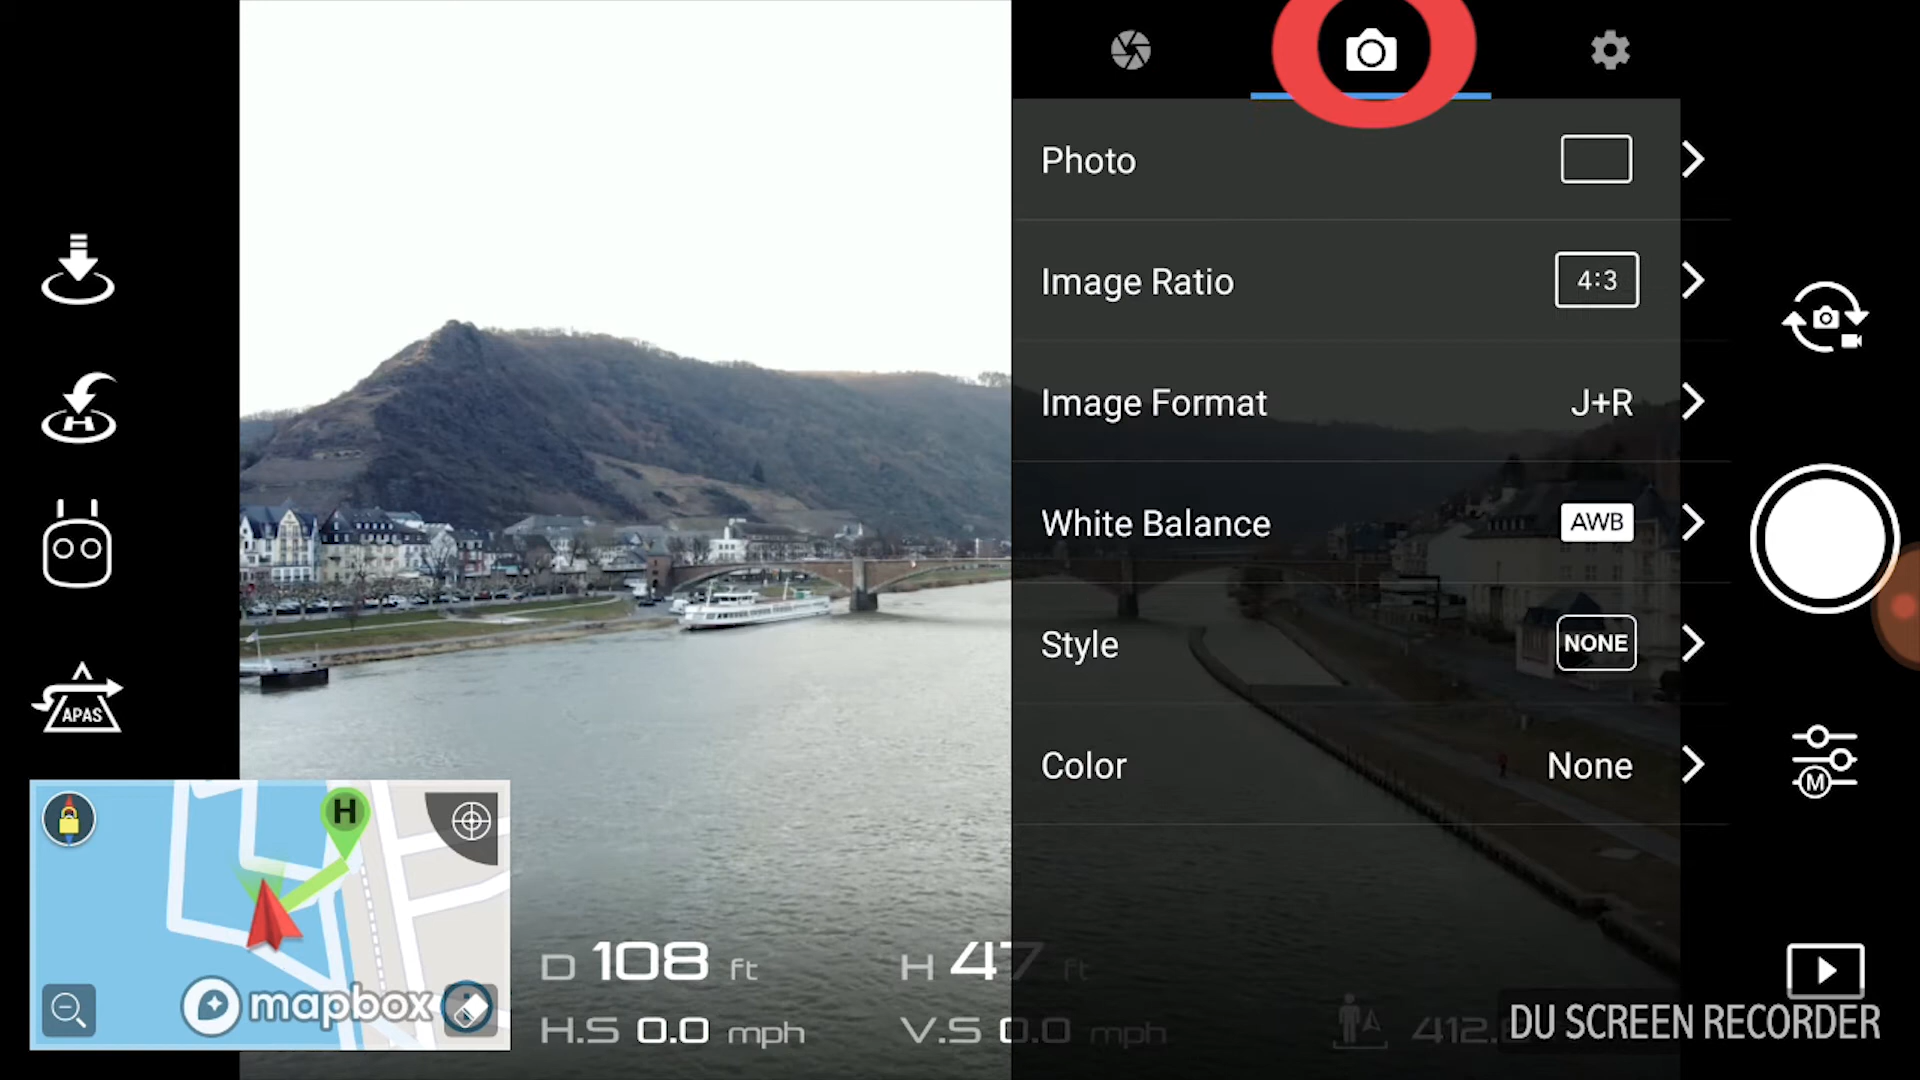 Photo
Image Ratio 4:3
Image Format J+R
White Balance AWB
Style NONE
Color None
APAS
M
H
mapbox
D 108 ft H 47 ft
H.S 0.0 mph V.S 0.0 mph
DU SCREEN RECORDER